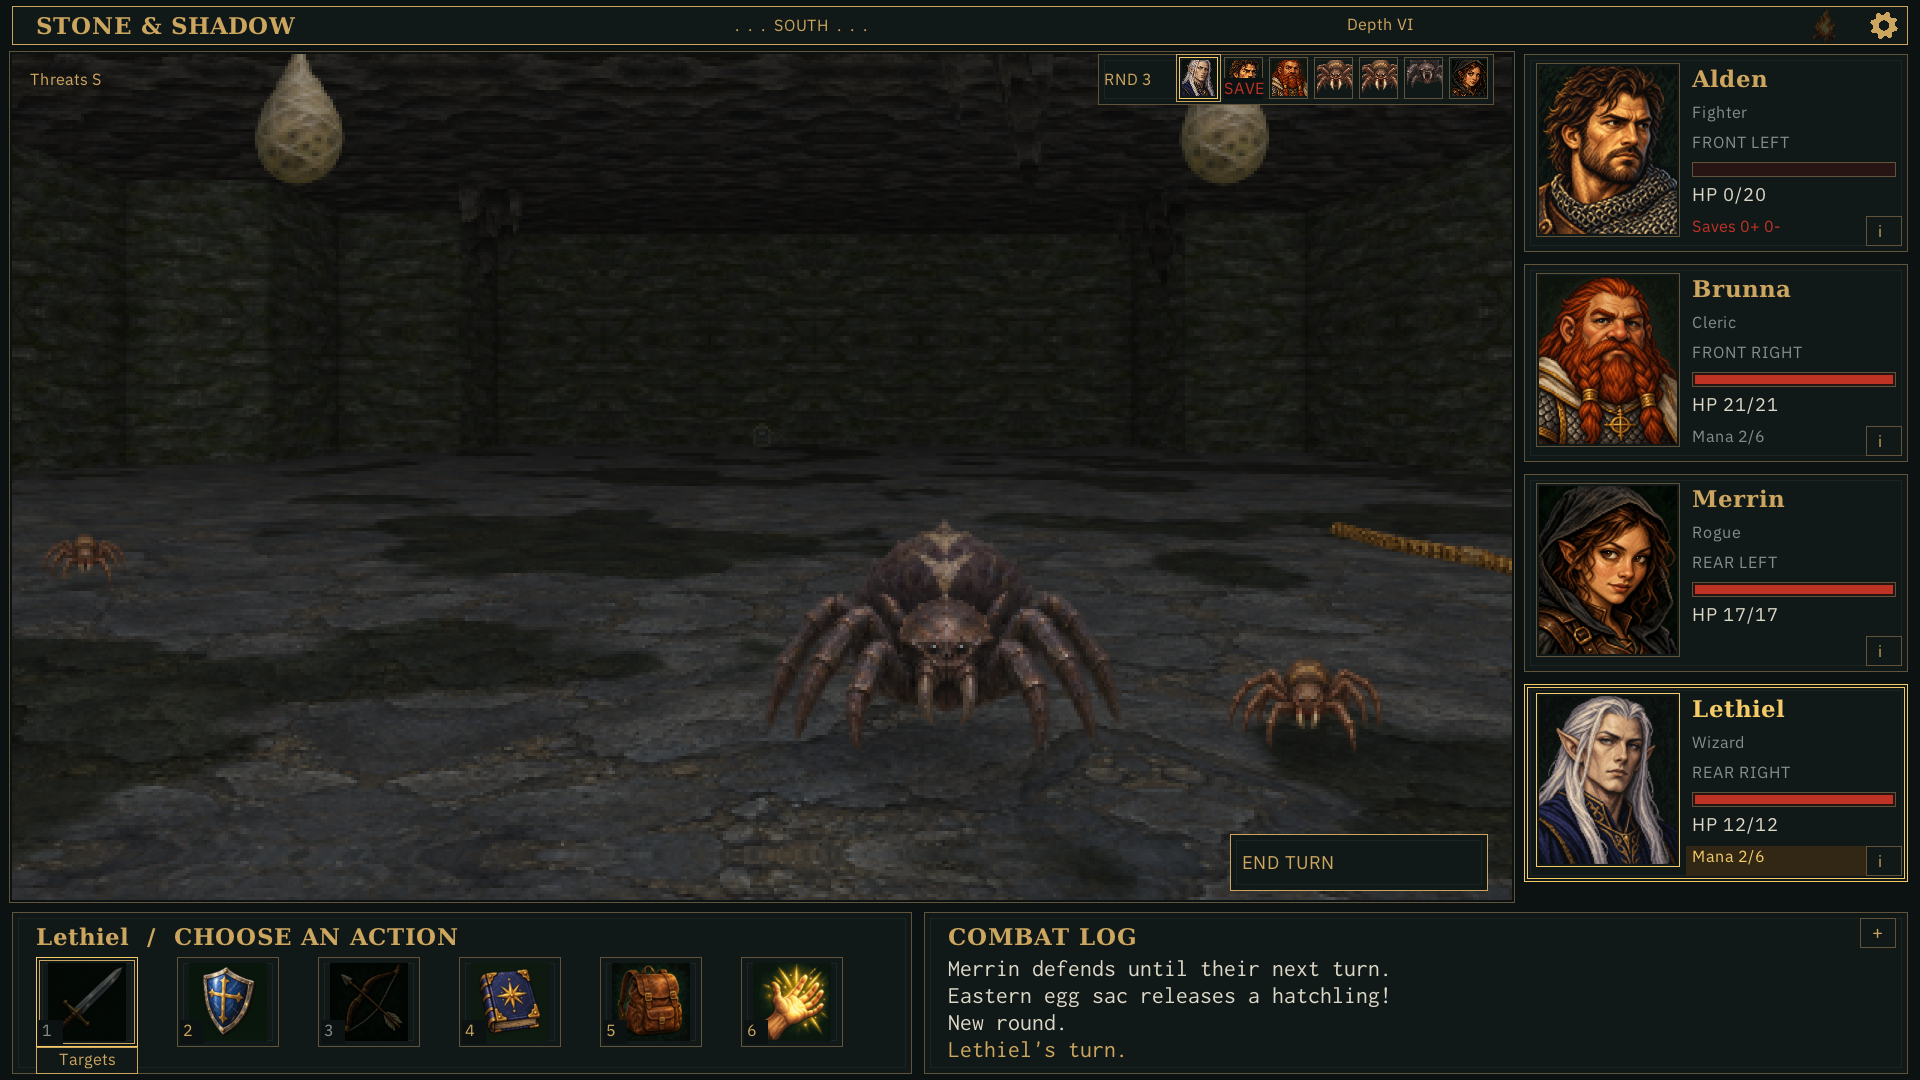 STONE & SHADOW
. . . SOUTH . . .
Depth VI
Threats S
RND 3
SAVE
Alden
Fighter
FRONT LEFT
HP 0/20
Saves 0+ 0-
i
Brunna
Cleric
FRONT RIGHT
HP 21/21
Mana 2/6
i
Merrin
Rogue
REAR LEFT
HP 17/17
i
Lethiel
Wizard
REAR RIGHT
HP 12/12
Mana 2/6
i
END TURN
Lethiel / CHOOSE AN ACTION
1
2
3
4
5
6
Targets
COMBAT LOG
+
Merrin defends until their next turn.
Eastern egg sac releases a hatchling!
New round.
Lethiel's turn.